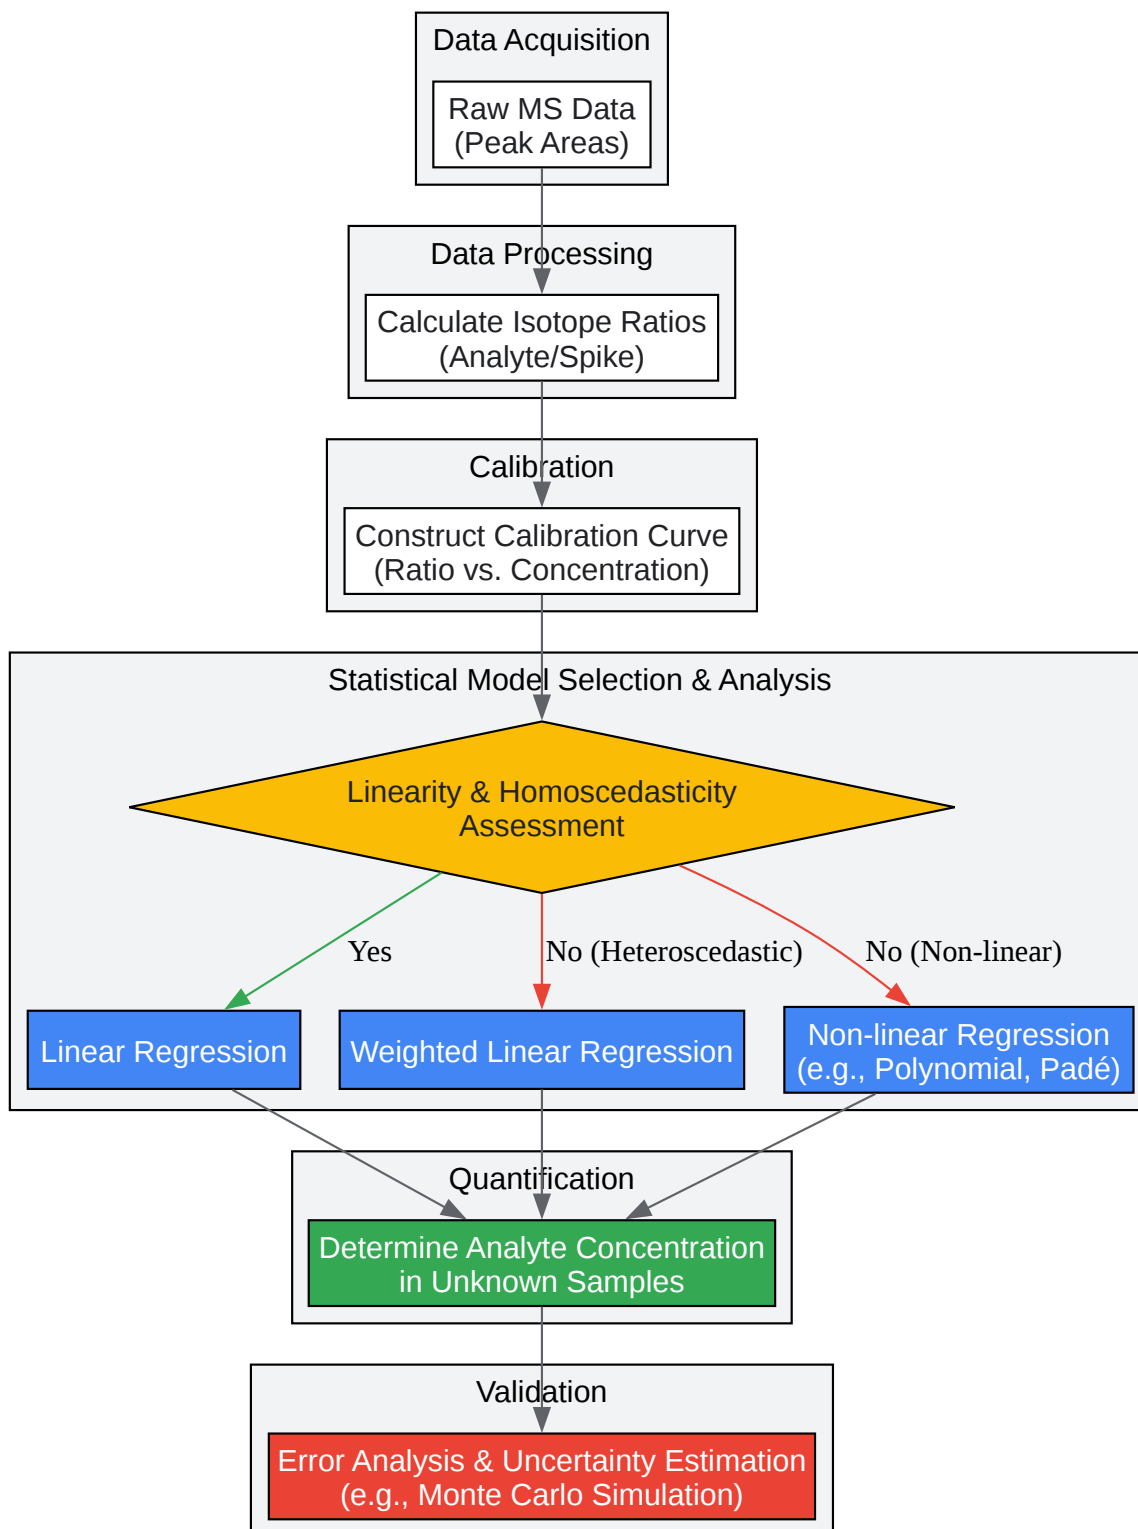 Data Acquisition
Raw MS Data
(Peak Areas)
Data Processing
Calculate Isotope Ratios
(Analyte/Spike)
Calibration
Construct Calibration Curve
(Ratio vs. Concentration)
Statistical Model Selection & Analysis
Linearity & Homoscedasticity
Assessment
Yes
No (Heteroscedastic)
No (Non-linear)
Linear Regression
Weighted Linear Regression
Non-linear Regression
(e.g., Polynomial, Padé)
Quantification
Determine Analyte Concentration
in Unknown Samples
Validation
Error Analysis & Uncertainty Estimation
(e.g., Monte Carlo Simulation)